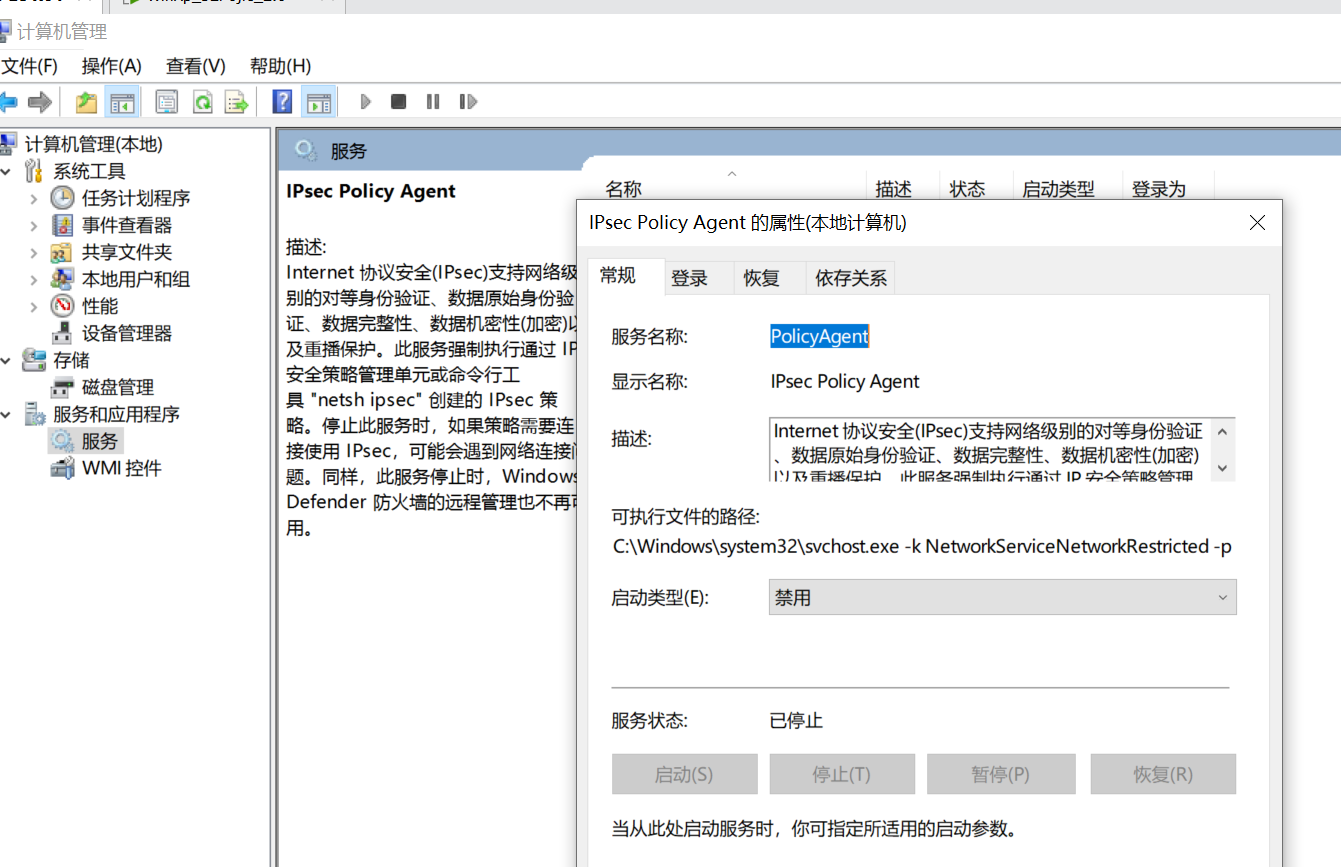 计算机管理
文件(F) 操作(A) 查看(V) 帮助(H)
计算机管理(本地)
系统工具
任务计划程序
事件查看器
共享文件夹
本地用户和组
性能
设备管理器
存储
磁盘管理
服务和应用程序
服务
WMI 控件
服务
IPsec Policy Agent
描述:
Internet 协议安全(IPsec)支持网络级
别的对等身份验证、数据原始身份验
证、数据完整性、数据机密性(加密)以
及重播保护。此服务强制执行通过 IP
安全策略管理单元或命令行工
具 "netsh ipsec" 创建的 IPsec 策
略。停止此服务时，如果策略需要连
接使用 IPsec，可能会遇到网络连接问
题。同样，此服务停止时，Windows
Defender 防火墙的远程管理也不再可
用。
名称 描述 状态 启动类型 登录为
IPsec Policy Agent 的属性(本地计算机)
常规 登录 恢复 依存关系
服务名称: PolicyAgent
显示名称: IPsec Policy Agent
描述:
Internet 协议安全(IPsec)支持网络级别的对等身份验证
、数据原始身份验证、数据完整性、数据机密性(加密)
以及重播保护。此服务强制执行通过 IP 安全策略管理
可执行文件的路径:
C:\Windows\system32\svchost.exe -k NetworkServiceNetworkRestricted -p
启动类型(E): 禁用
服务状态: 已停止
启动(S) 停止(T) 暂停(P) 恢复(R)
当从此处启动服务时，你可指定所适用的启动参数。